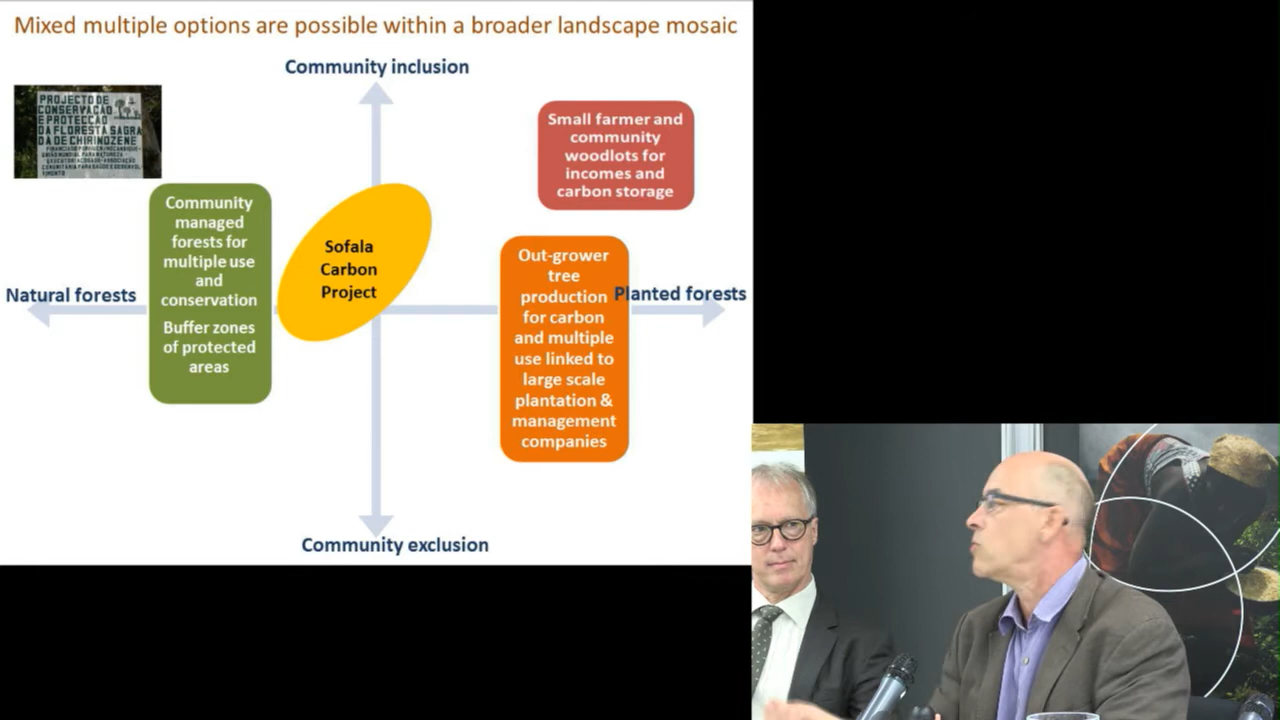 Mixed multiple options are possible within a broader landscape mosaic
Community inclusion
PROJECTO DE
CONSERVAÇÃO
E PROTECÇÃO
DA FLORESTA SAGRA
DA DE CHIRINDZENE
Small farmer and
community
woodlots for
incomes and
carbon storage
Community
managed
forests for
multiple use
and
conservation
Buffer zones
of protected
areas
Sofala
Carbon
Project
Out-grower
tree
production
for carbon
and multiple
use linked to
large scale
plantation &
management
companies
Natural forests
Planted forests
Community exclusion